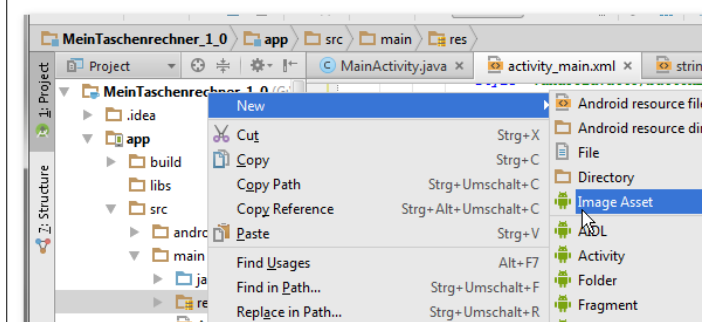 MeinTaschenrechner_1_0 app src main res
Project MainActivity.java × activity_main.xml ×
1: Project
7: Structure
.idea
app
build
libs
src
main
New
Cut Strg+X
Copy Strg+C
Copy Path Strg+Umschalt+C
Copy Reference Strg+Alt+Umschalt+C
Paste Strg+V
Find Usages Alt+F7
Find in Path... Strg+Umschalt+F
Replace in Path... Strg+Umschalt+R
Android resource
Android resource
File
Directory
Image Asset
AIDL
Activity
Folder
Fragment